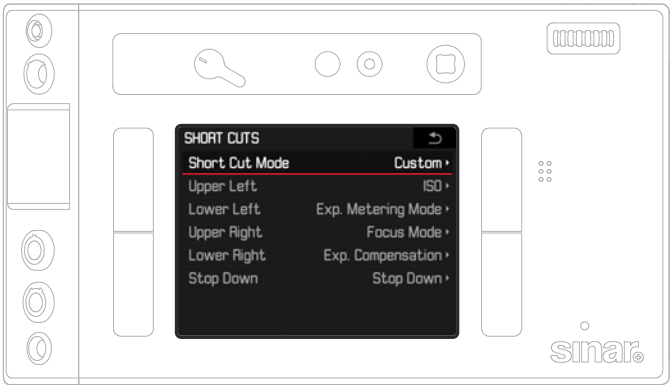 SHORT CUTS
Short Cut Mode Custom
Upper Left ISO
Lower Left Exp. Metering Mode
Upper Right Focus Mode
Lower Right Exp. Compensation
Stop Down Stop Down
sinar